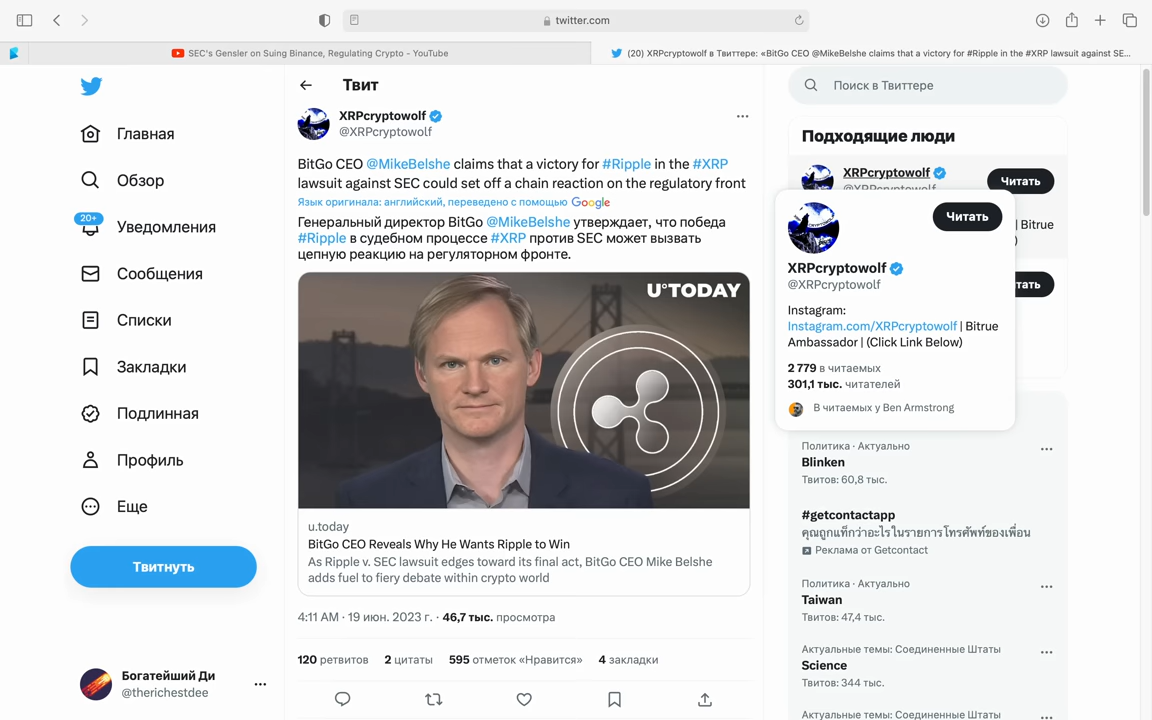 twitter.com
SEC's Gensler on Suing Binance, Regulating Crypto - YouTube
(20) XRPcryptowolf в Твиттере: «BitGo CEO @MikeBelshe claims that a victory for #Ripple in the #XRP lawsuit against SE...
Главная
Обзор
20+
Уведомления
Сообщения
Списки
Закладки
Подлинная
Профиль
Еще
Твитнуть
Богатейший Ди
@therichestdee
Твит
XRPcryptowolf
@XRPcryptowolf
BitGo CEO @MikeBelshe claims that a victory for #Ripple in the #XRP
lawsuit against SEC could set off a chain reaction on the regulatory front
Язык оригинала: английский, переведено с помощью Google
Генеральный директор BitGo @MikeBelshe утверждает, что победа
#Ripple в судебном процессе #XRP против SEC может вызвать
цепную реакцию на регуляторном фронте.
U°TODAY
u.today
BitGo CEO Reveals Why He Wants Ripple to Win
As Ripple v. SEC lawsuit edges toward its final act, BitGo CEO Mike Belshe
adds fuel to fiery debate within crypto world
4:11 AM · 19 июн. 2023 г. · 46,7 тыс. просмотра
120 ретвитов 2 цитаты 595 отметок «Нравится» 4 закладки
Поиск в Твиттере
Подходящие люди
XRPcryptowolf
Читать
@XRPcryptowolf
| Bitrue
)
Читать
XRPcryptowolf
@XRPcryptowolf
Instagram:
Instagram.com/XRPcryptowolf | Bitrue
Ambassador | (Click Link Below)
2 779 в читаемых
301,1 тыс. читателей
В читаемых у Ben Armstrong
Политика · Актуально
Blinken
Твитов: 60,8 тыс.
#getcontactapp
คุณถูกแท็กว่าอะไรในรายการโทรศัพท์ของเพื่อน
Реклама от Getcontact
Политика · Актуально
Taiwan
Твитов: 47,4 тыс.
Актуальные темы: Соединенные Штаты
Science
Твитов: 344 тыс.
Актуальные темы: Соединенные Штаты